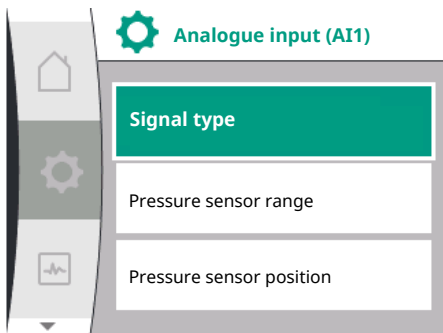 Analogue input (AI1)
Signal type
Pressure sensor range
Pressure sensor position